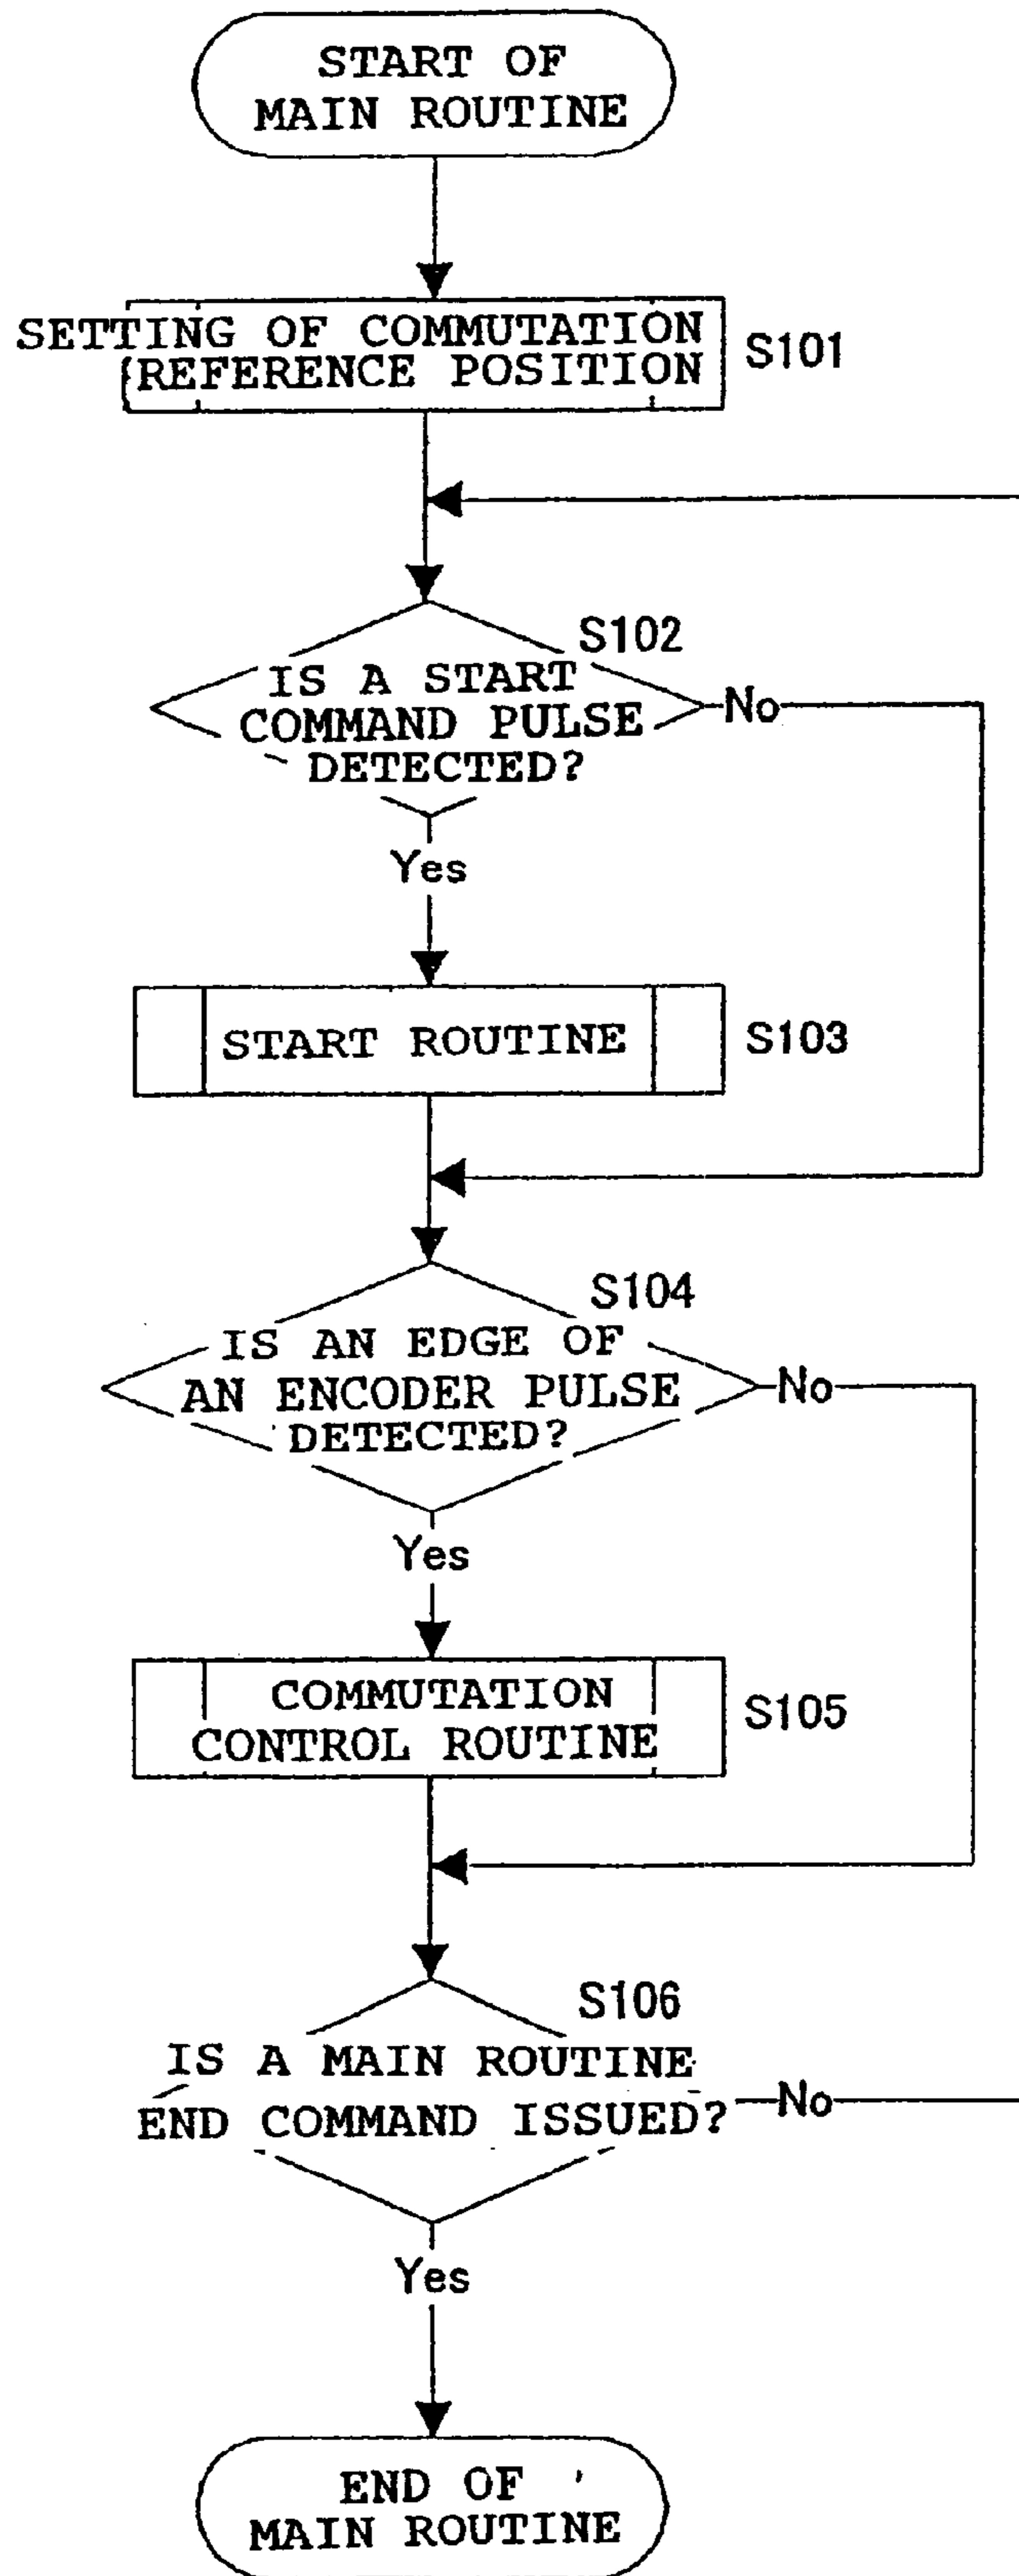 START OF
MAIN ROUTINE
SETTING OF COMMUTATION
REFERENCE POSITION
S101
S102
IS A START
COMMAND PULSE
DETECTED?
No
Yes
START ROUTINE
S103
S104
IS AN EDGE OF
AN ENCODER PULSE
DETECTED?
No
Yes
COMMUTATION
CONTROL ROUTINE
S105
S106
IS A MAIN ROUTINE
END COMMAND ISSUED?
No
Yes
END OF
MAIN ROUTINE